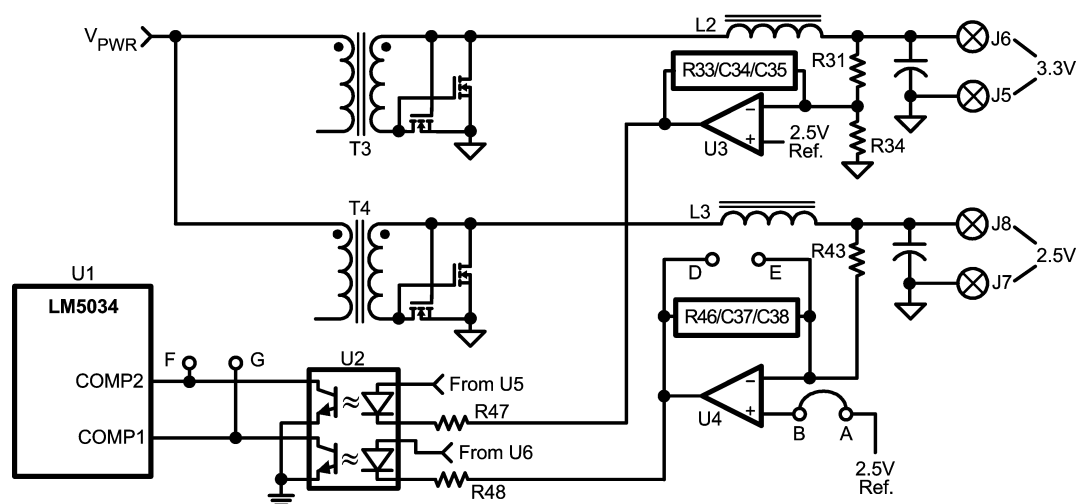 V PWR
L2
J6
R31
R33/C34/C35
3.3V
J5
2.5V
Ref.
U3
R34
T3
T4
L3
J8
R43
D
E
2.5V
J7
U1
LM5034
R46/C37/C38
F
G
U2
COMP2
From U5
U4
R47
B
A
COMP1
From U6
2.5V
Ref.
R48